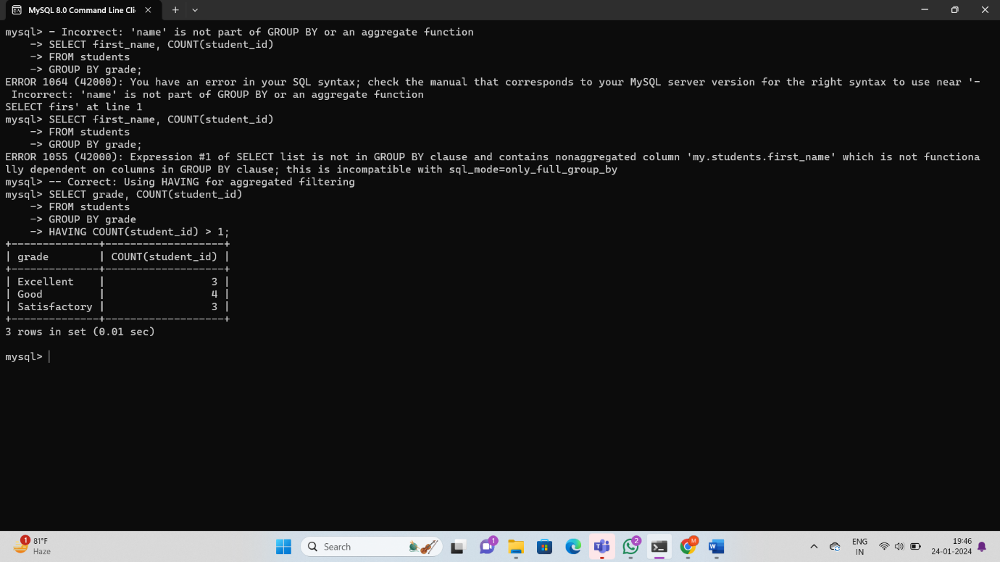 MySQL 8.0 Command Line Cli
mysql> - Incorrect: 'name' is not part of GROUP BY or an aggregate function
    -> SELECT first_name, COUNT(student_id)
    -> FROM students
    -> GROUP BY grade;
ERROR 1064 (42000): You have an error in your SQL syntax; check the manual that corresponds to your MySQL server version for the right syntax to use near '-
 Incorrect: 'name' is not part of GROUP BY or an aggregate function
SELECT firs' at line 1
mysql> SELECT first_name, COUNT(student_id)
    -> FROM students
    -> GROUP BY grade;
ERROR 1055 (42000): Expression #1 of SELECT list is not in GROUP BY clause and contains nonaggregated column 'my.students.first_name' which is not functiona
lly dependent on columns in GROUP BY clause; this is incompatible with sql_mode=only_full_group_by
mysql> -- Correct: Using HAVING for aggregated filtering
mysql> SELECT grade, COUNT(student_id)
    -> FROM students
    -> GROUP BY grade
    -> HAVING COUNT(student_id) > 1;
+--------------+-------------------+
| grade        | COUNT(student_id) |
+--------------+-------------------+
| Excellent    |                 3 |
| Good         |                 4 |
| Satisfactory |                 3 |
+--------------+-------------------+
3 rows in set (0.01 sec)
mysql>
1
81°F
Haze
Search
1
2
M
ENG
IN
19:46
24-01-2024